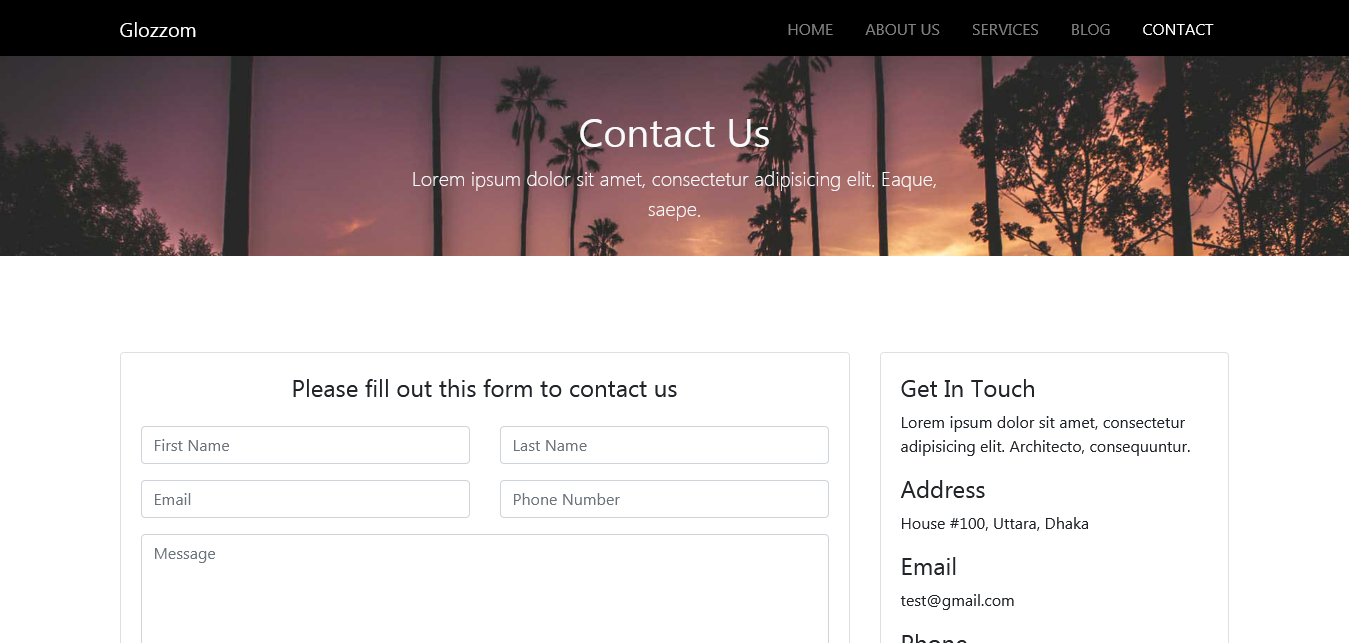 Glozzom
HOME ABOUT US SERVICES BLOG CONTACT
Contact Us
Lorem ipsum dolor sit amet, consectetur adipisicing elit. Eaque,
saepe.
Please fill out this form to contact us
First Name
Last Name
Email
Phone Number
Message
Get In Touch
Lorem ipsum dolor sit amet, consectetur
adipisicing elit. Architecto, consequuntur.
Address
House #100, Uttara, Dhaka
Email
test@gmail.com
Phone